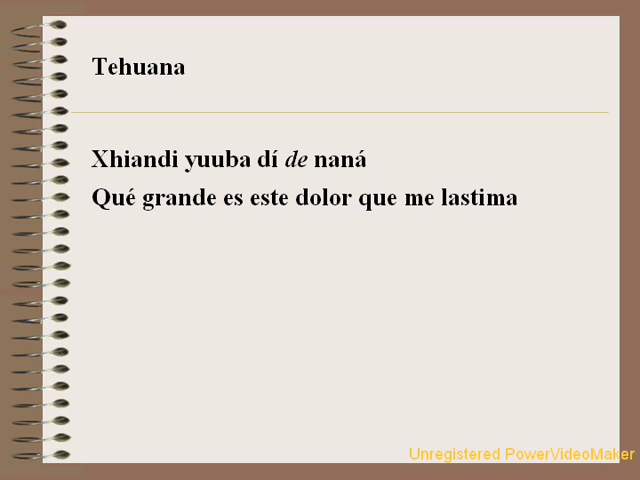 Tehuana
Xhiandi yuuba dí de naná
Qué grande es este dolor que me lastima
Unregistered PowerVideoMaker